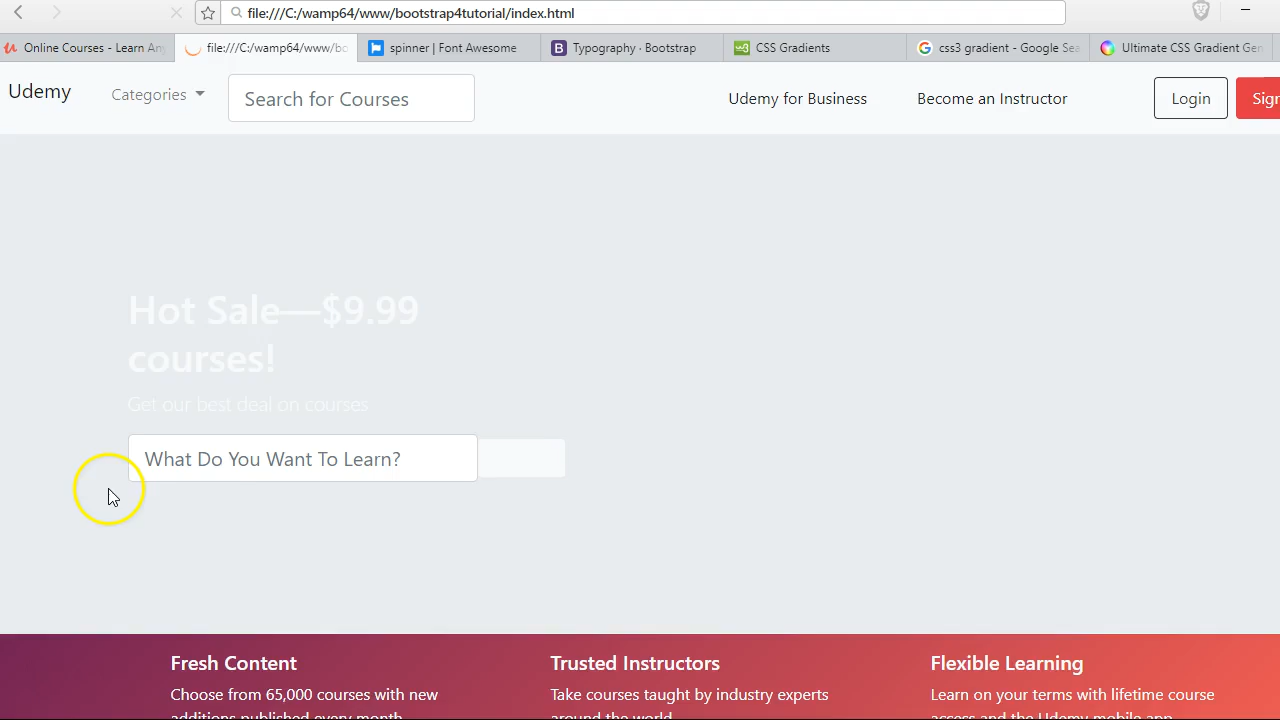 file:///C:/wamp64/www/bootstrap4tutorial/index.html
Online Courses - Learn An
file:///C:/wamp64/www/bo
spinner | Font Awesome
Typography · Bootstrap
CSS Gradients
css3 gradient - Google Sea
Ultimate CSS Gradient Gen
Udemy
Categories
Search for Courses
Udemy for Business
Become an Instructor
Login
Sign
Hot Sale—$9.99
courses!
Get our best deal on courses
What Do You Want To Learn?
Fresh Content
Choose from 65,000 courses with new
additions published every month
Trusted Instructors
Take courses taught by industry experts
around the world
Flexible Learning
Learn on your terms with lifetime course
access and the Udemy mobile app